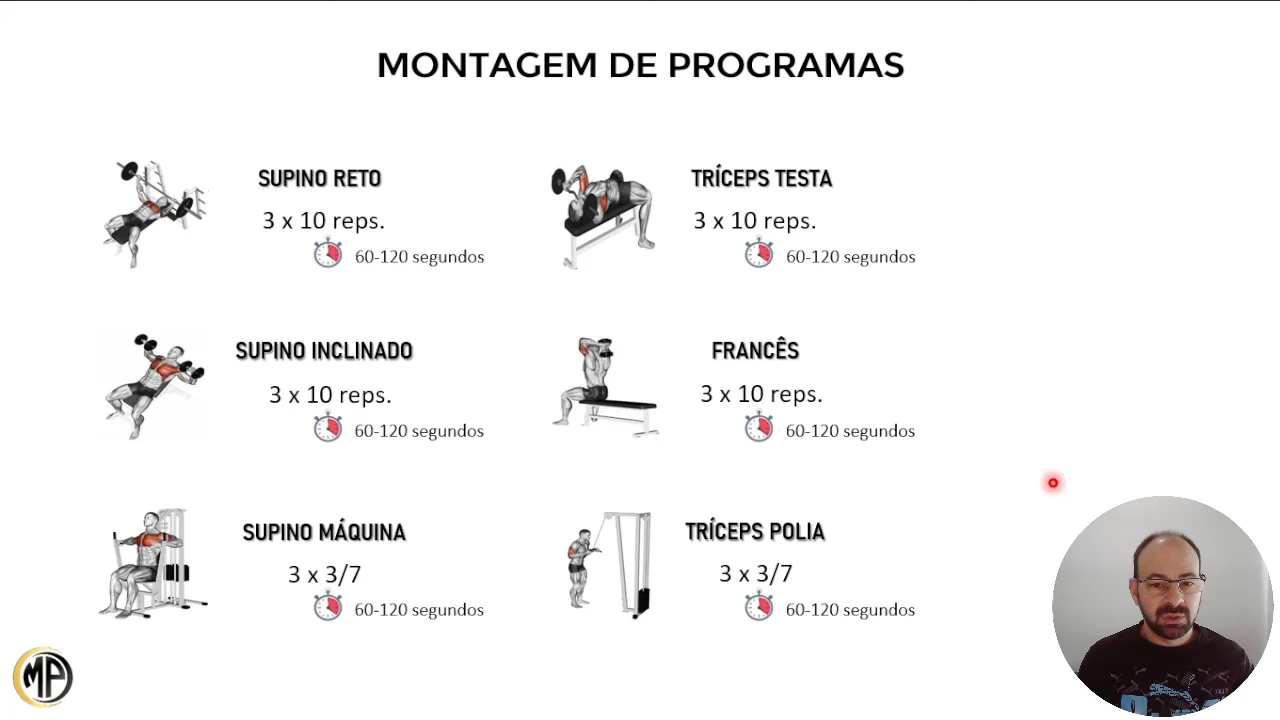 MONTAGEM DE PROGRAMAS
SUPINO RETO
3 x 10 reps.
60-120 segundos
TRÍCEPS TESTA
3 x 10 reps.
60-120 segundos
SUPINO INCLINADO
3 x 10 reps.
60-120 segundos
FRANCÊS
3 x 10 reps.
60-120 segundos
SUPINO MÁQUINA
3 x 3/7
60-120 segundos
TRÍCEPS POLIA
3 x 3/7
60-120 segundos
MP